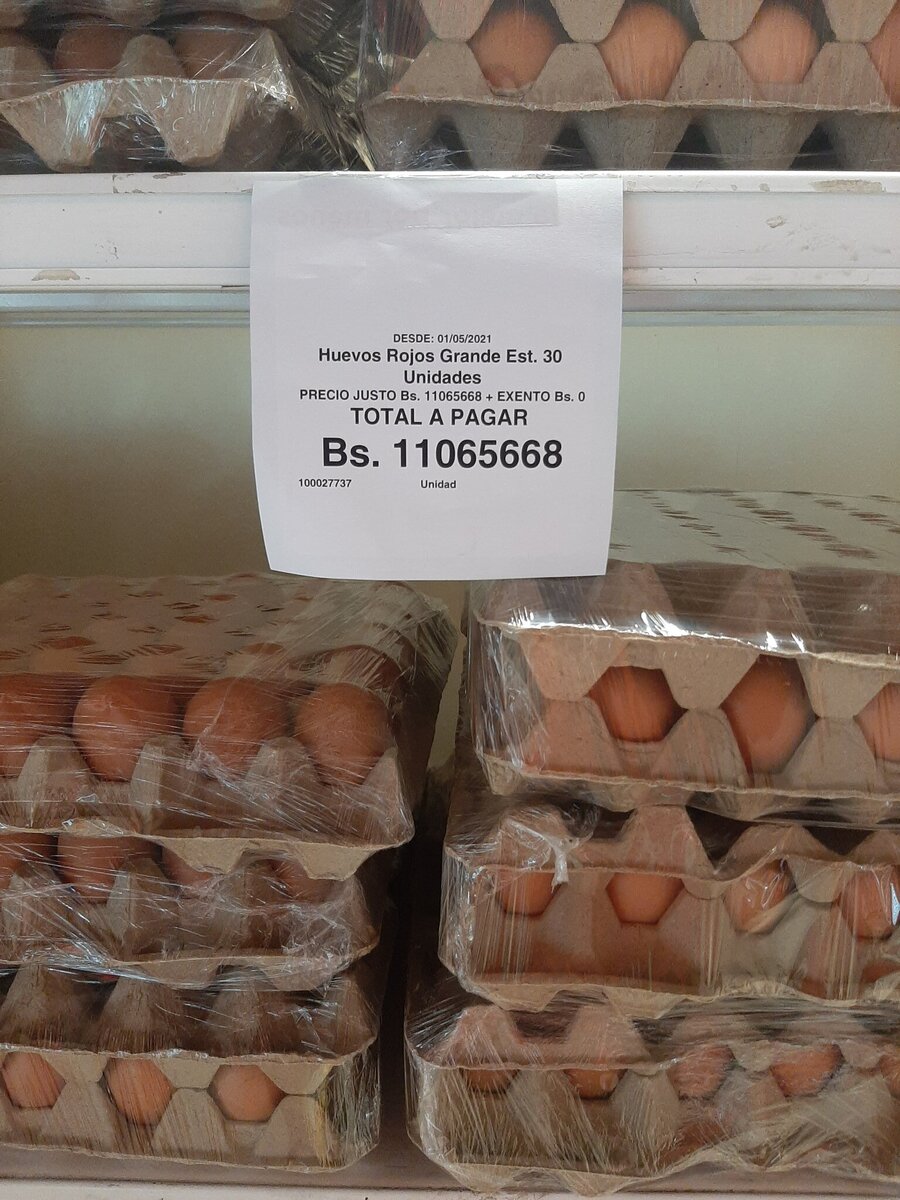 DESDE: 01/05/2021
Huevos Rojos Grande Est. 30
Unidades
PRECIO JUSTO Bs. 11065668 + EXENTO Bs. 0
TOTAL A PAGAR
Bs. 11065668
100027737 Unidad